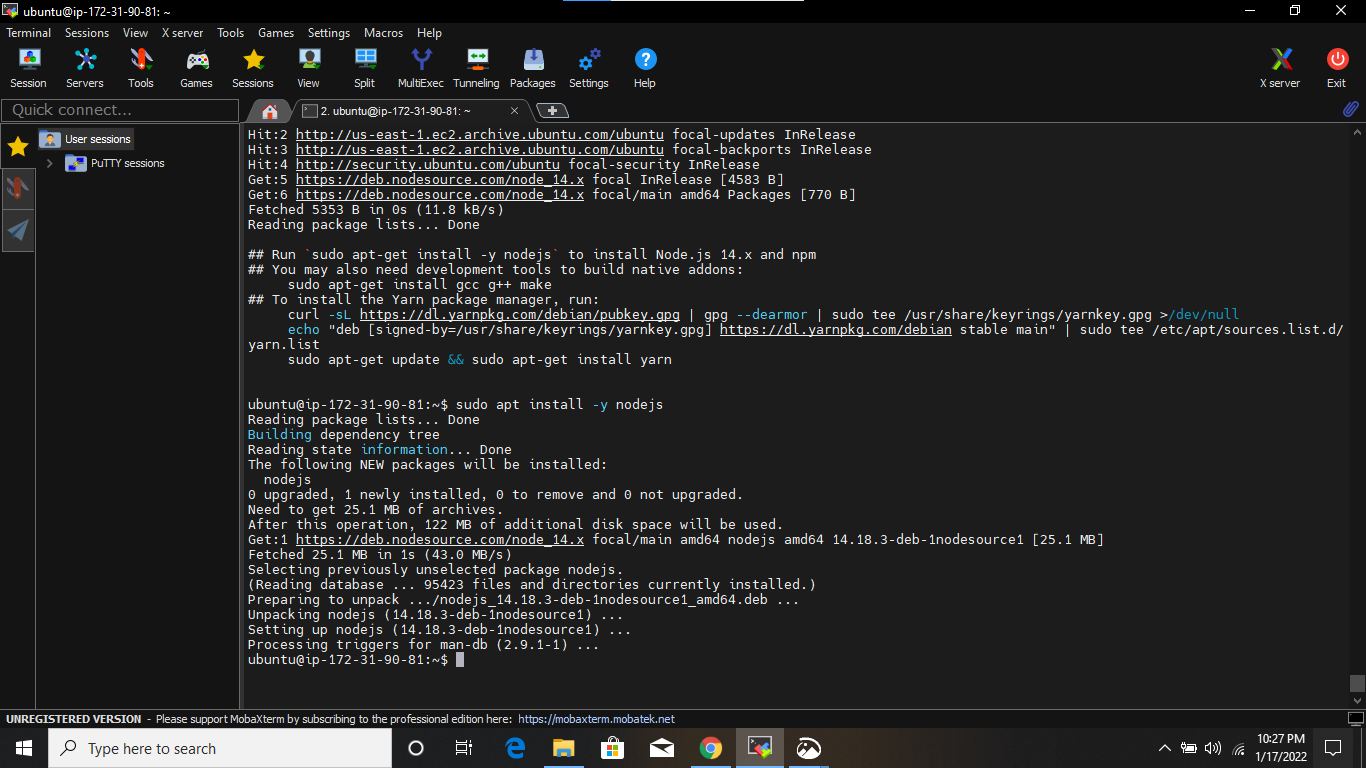 ubuntu@ip-172-31-90-81: ~
Terminal Sessions View X server Tools Games Settings Macros Help
Session Servers Tools Games Sessions View Split MultiExec Tunneling Packages Settings Help X server Exit
Quick connect...
2. ubuntu@ip-172-31-90-81: ~
User sessions
PuTTY sessions
Hit:2 http://us-east-1.ec2.archive.ubuntu.com/ubuntu focal-updates InRelease
Hit:3 http://us-east-1.ec2.archive.ubuntu.com/ubuntu focal-backports InRelease
Hit:4 http://security.ubuntu.com/ubuntu focal-security InRelease
Get:5 https://deb.nodesource.com/node_14.x focal InRelease [4583 B]
Get:6 https://deb.nodesource.com/node_14.x focal/main amd64 Packages [770 B]
Fetched 5353 B in 0s (11.8 kB/s)
Reading package lists... Done
## Run `sudo apt-get install -y nodejs` to install Node.js 14.x and npm
## You may also need development tools to build native addons:
sudo apt-get install gcc g++ make
## To install the Yarn package manager, run:
curl -sL https://dl.yarnpkg.com/debian/pubkey.gpg | gpg --dearmor | sudo tee /usr/share/keyrings/yarnkey.gpg >/dev/null
echo "deb [signed-by=/usr/share/keyrings/yarnkey.gpg] https://dl.yarnpkg.com/debian stable main" | sudo tee /etc/apt/sources.list.d/
yarn.list
sudo apt-get update && sudo apt-get install yarn
ubuntu@ip-172-31-90-81:~$ sudo apt install -y nodejs
Reading package lists... Done
Building dependency tree
Reading state information... Done
The following NEW packages will be installed:
nodejs
0 upgraded, 1 newly installed, 0 to remove and 0 not upgraded.
Need to get 25.1 MB of archives.
After this operation, 122 MB of additional disk space will be used.
Get:1 https://deb.nodesource.com/node_14.x focal/main amd64 nodejs amd64 14.18.3-deb-1nodesource1 [25.1 MB]
Fetched 25.1 MB in 1s (43.0 MB/s)
Selecting previously unselected package nodejs.
(Reading database ... 95423 files and directories currently installed.)
Preparing to unpack .../nodejs_14.18.3-deb-1nodesource1_amd64.deb ...
Unpacking nodejs (14.18.3-deb-1nodesource1) ...
Setting up nodejs (14.18.3-deb-1nodesource1) ...
Processing triggers for man-db (2.9.1-1) ...
ubuntu@ip-172-31-90-81:~$
UNREGISTERED VERSION - Please support MobaXterm by subscribing to the professional edition here: https://mobaxterm.mobatek.net
Type here to search
10:27 PM
1/17/2022